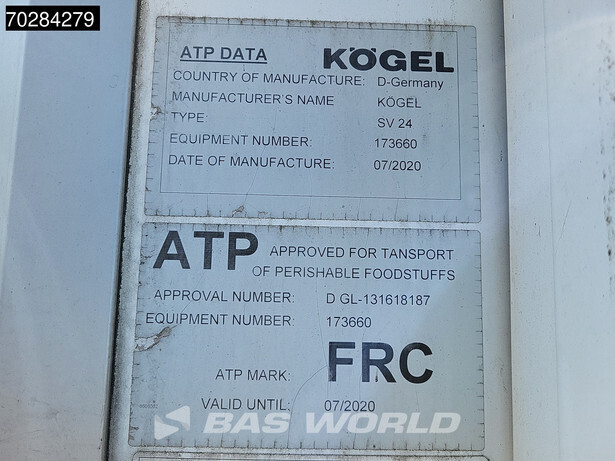 70284279
ATP DATA KÖGEL
COUNTRY OF MANUFACTURE: D-Germany
MANUFACTURER'S NAME KÖGEL
TYPE: SV 24
EQUIPMENT NUMBER: 173660
DATE OF MANUFACTURE: 07/2020
ATP APPROVED FOR TANSPORT
OF PERISHABLE FOODSTUFFS
APPROVAL NUMBER: D GL-131618187
EQUIPMENT NUMBER: 173660
ATP MARK: FRC
VALID UNTIL: 07/2020
BAS WORLD